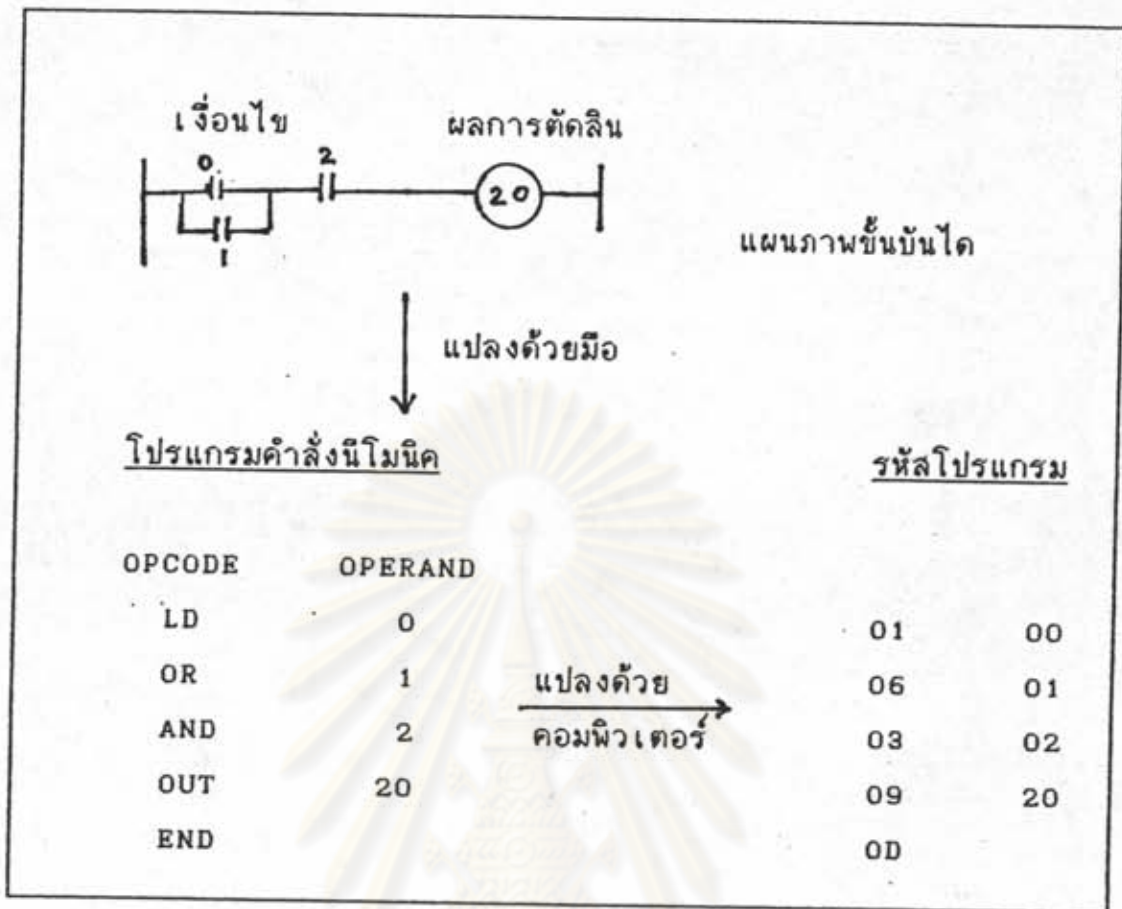 เงื่อนไข ผลการตัดสิน
0 2
20
1
แผนภาพขั้นบันได
แปลงด้วยมือ
โปรแกรมคำสั่งนีโมนิค รหัสโปรแกรม
OPCODE OPERAND
LD 0 01 00
OR 1 06 01
แปลงด้วย
AND 2 03 02
คอมพิวเตอร์
OUT 20 09 20
END 0D